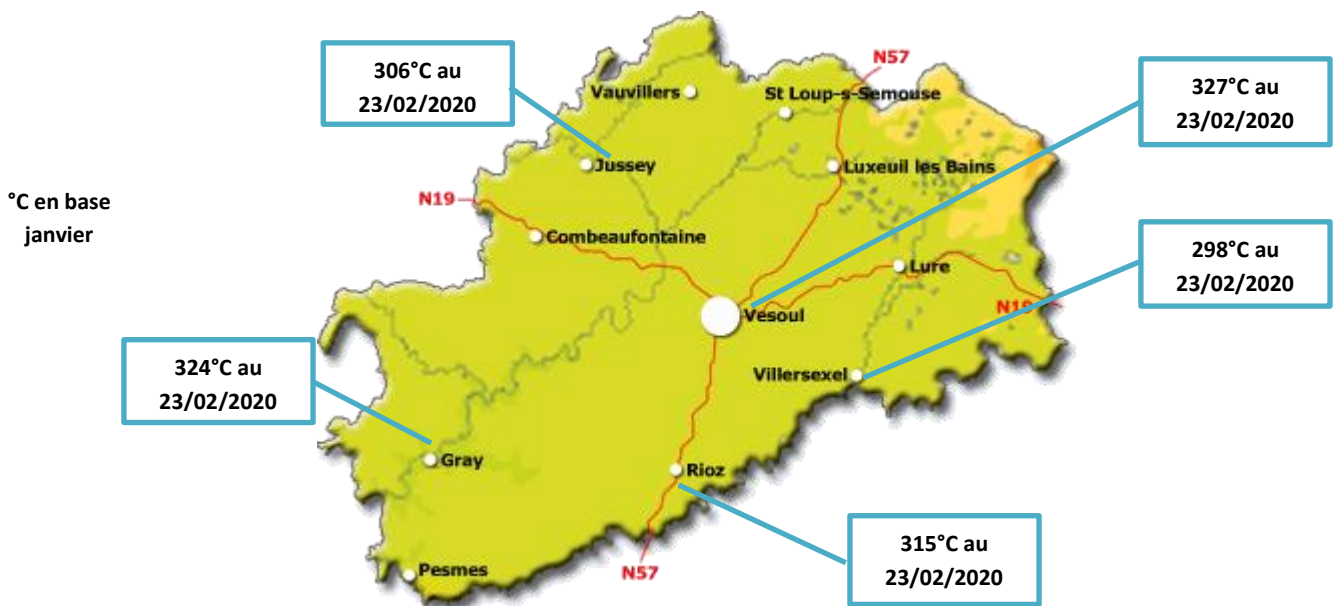 306°C au
23/02/2020
N57
327°C au
23/02/2020
Vauvillers
St Loup-s-Semouse
Jussey
Luxeuil les Bains
°C en base
janvier
N19
Combeaufontaine
298°C au
23/02/2020
Lure
N19
Vesoul
324°C au
23/02/2020
Villersexel
Gray
Rioz
315°C au
23/02/2020
Pesmes
N57